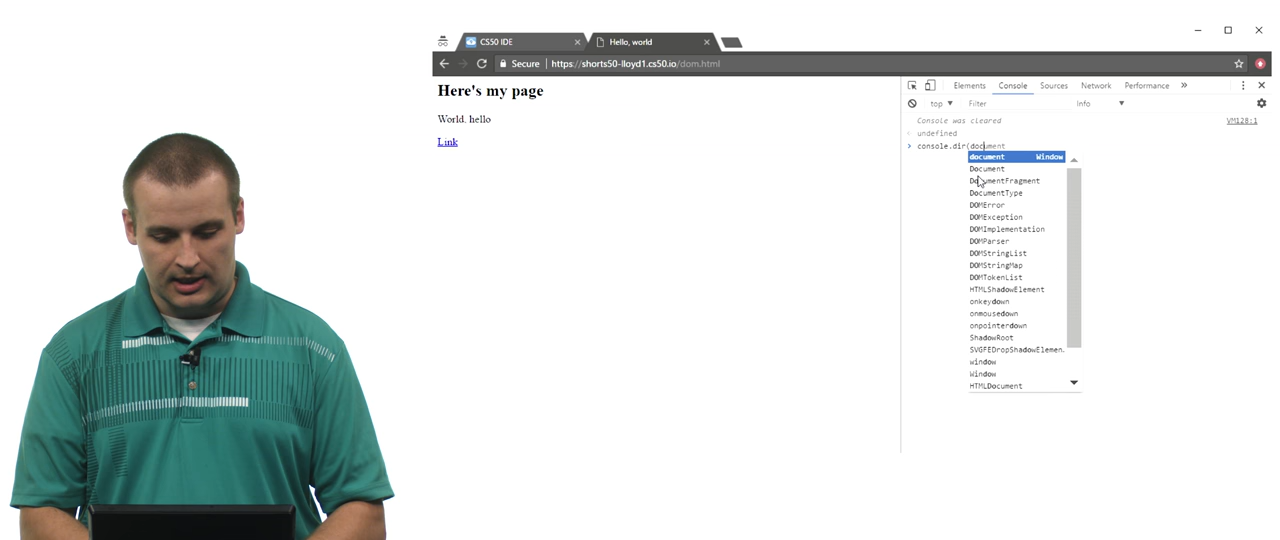 CS50 IDE
Hello, world
Secure https://shorts50-lloyd1.cs50.io/dom.html
Here's my page
World, hello
Link
Elements Console Sources Network Performance »
top Filter Info
Console was cleared VM128:1
undefined
console.dir(document
document Window
Document
DocumentFragment
DocumentType
DOMError
DOMException
DOMImplementation
DOMParser
DOMStringList
DOMStringMap
DOMTokenList
HTMLShadowElement
onkeydown
onmousedown
onpointerdown
ShadowRoot
SVGFEDropShadowElemen.
window
Window
HTMLDocument